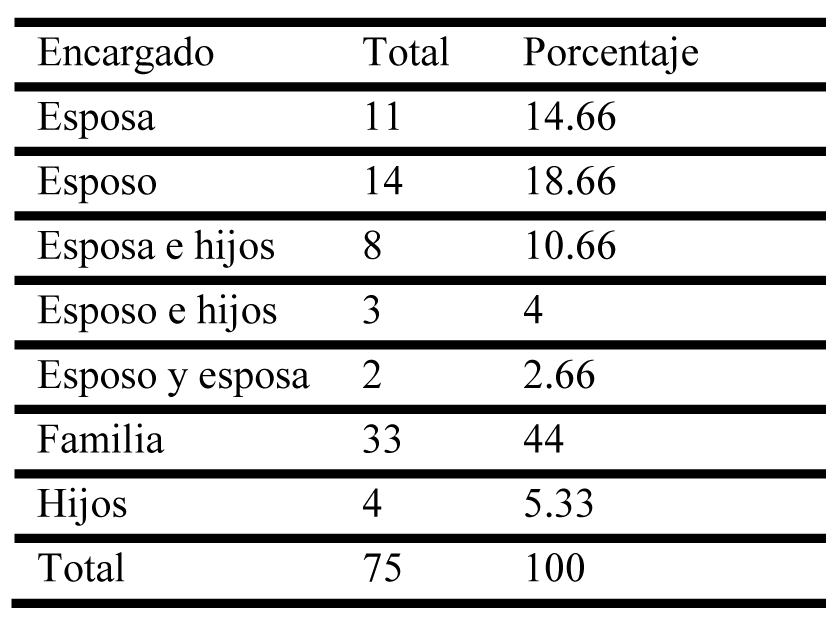 Encargado Total Porcentaje
Esposa 11 14.66
Esposo 14 18.66
Esposa e hijos 8 10.66
Esposo e hijos 3 4
Esposo y esposa 2 2.66
Familia 33 44
Hijos 4 5.33
Total 75 100